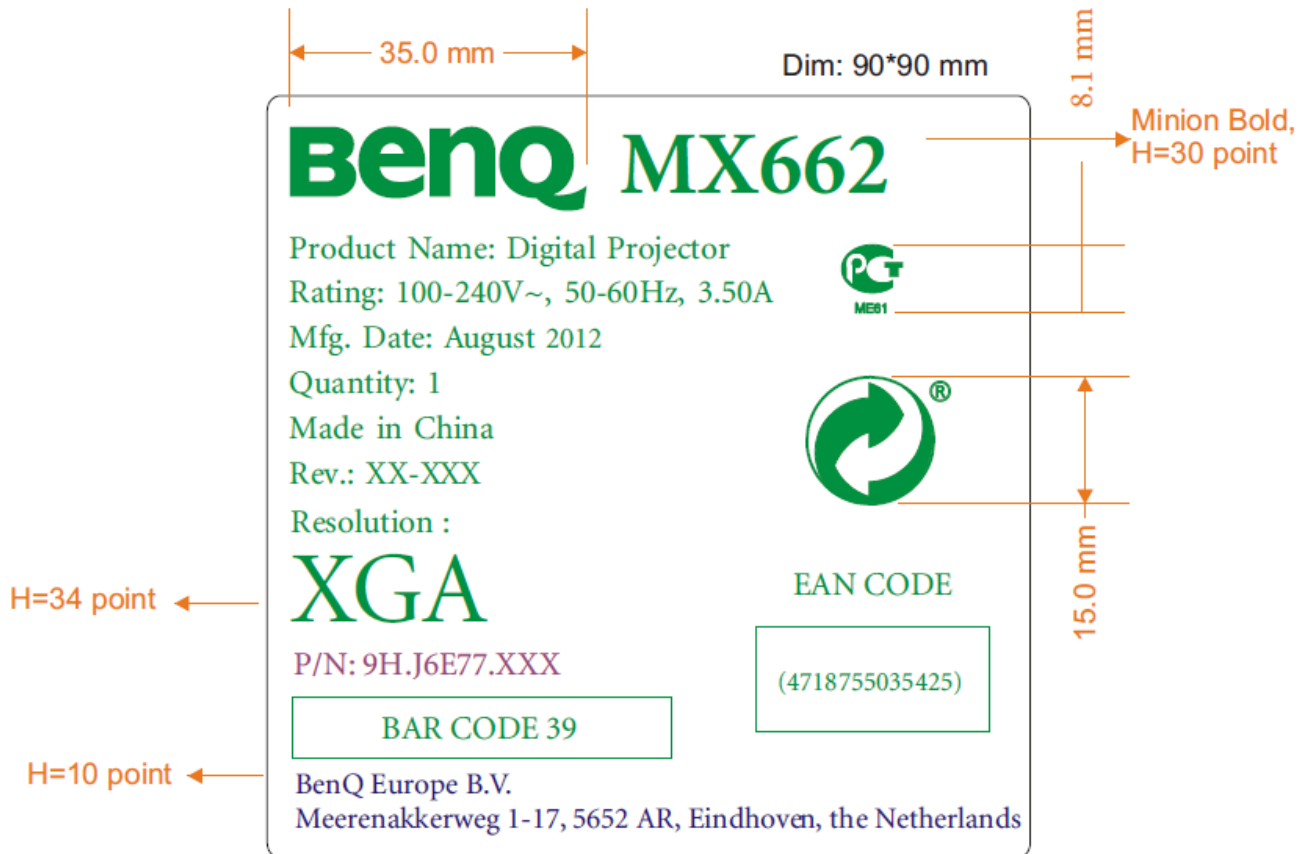 35.0 mm
Dim: 90*90 mm
8.1 mm
Minion Bold,
H=30 point
BenQ MX662
Product Name: Digital Projector
Rating: 100-240V~, 50-60Hz, 3.50A
Mfg. Date: August 2012
Quantity: 1
Made in China
Rev.: XX-XXX
Resolution :
XGA
H=34 point
P/N: 9H.J6E77.XXX
BAR CODE 39
H=10 point
BenQ Europe B.V.
Meerenakkerweg 1-17, 5652 AR, Eindhoven, the Netherlands
PCT
ME61
®
15.0 mm
EAN CODE
(4718755035425)